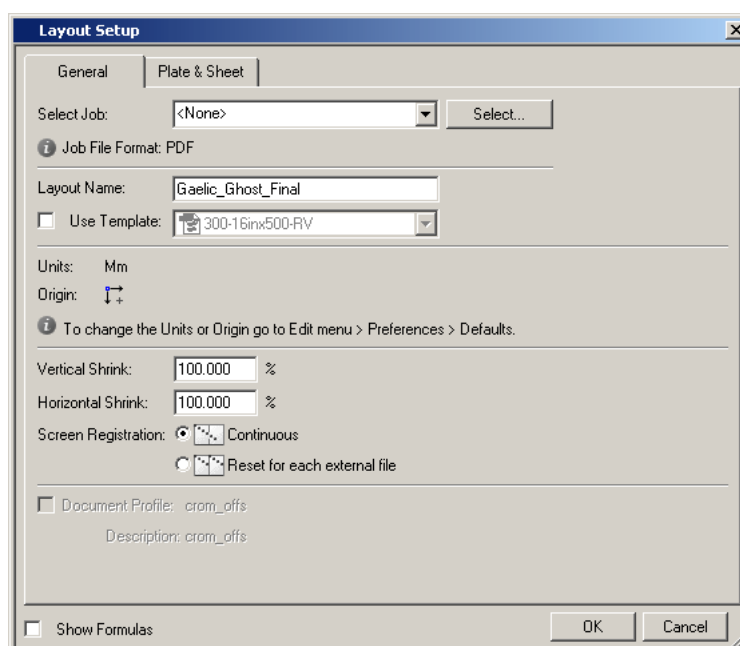 Layout Setup
General Plate & Sheet
Select Job: <None> Select...
Job File Format: PDF
Layout Name: Gaelic_Ghost_Final
Use Template: 300-16inx500-RV
Units: Mm
Origin:
To change the Units or Origin go to Edit menu > Preferences > Defaults.
Vertical Shrink: 100.000 %
Horizontal Shrink: 100.000 %
Screen Registration: Continuous
Reset for each external file
Document Profile: crom_offs
Description: crom_offs
Show Formulas OK Cancel